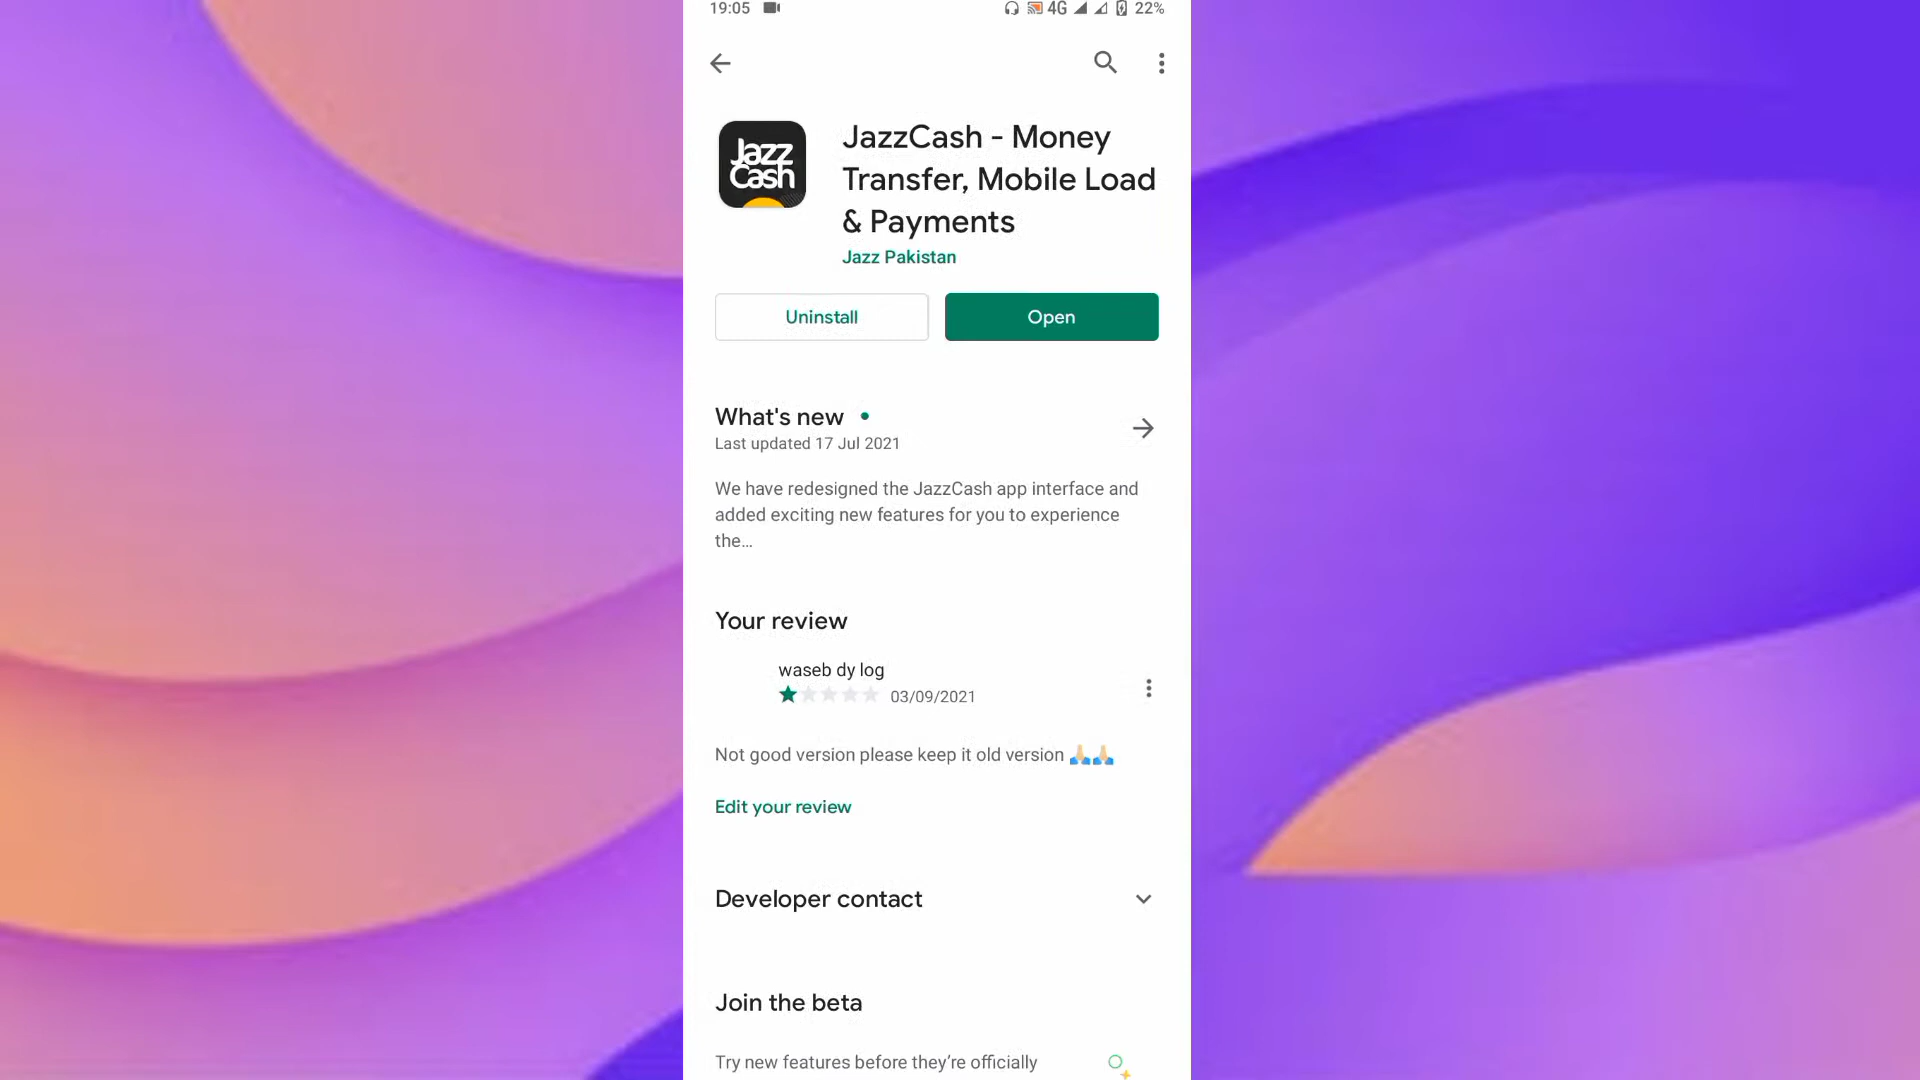 19:05 4G 22%
Jazz
Cash
JazzCash - Money
Transfer, Mobile Load
& Payments
Jazz Pakistan
Uninstall
Open
What's new
Last updated 17 Jul 2021
We have redesigned the JazzCash app interface and
added exciting new features for you to experience
the...
Your review
waseb dy log
03/09/2021
Not good version please keep it old version 🙏🏻🙏🏻
Edit your review
Developer contact
Join the beta
Try new features before they’re officially